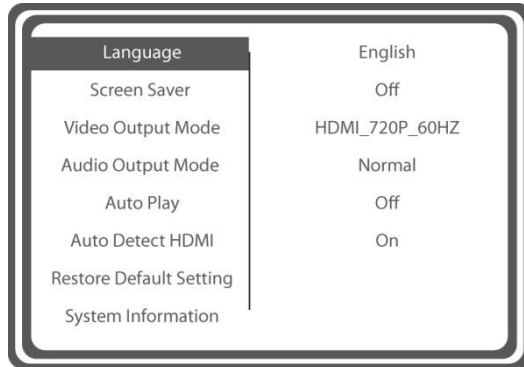 Language English
Screen Saver Off
Video Output Mode HDMI_720P_60HZ
Audio Output Mode Normal
Auto Play Off
Auto Detect HDMI On
Restore Default Setting
System Information